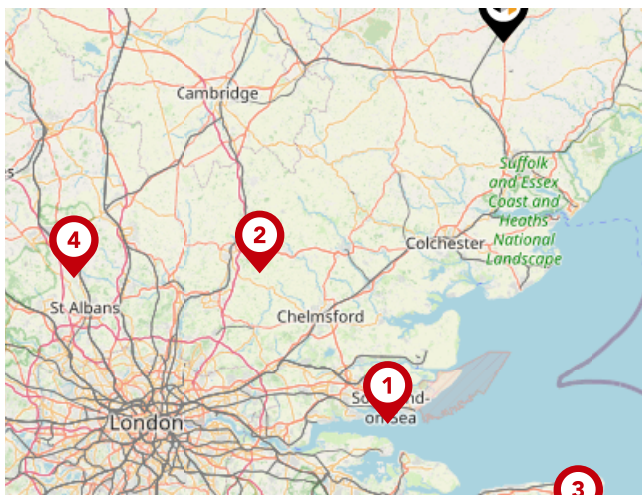 Cambridge
Suffolk
and Essex
Coast and
Heaths
National
Landscape
4
2
Colchester
St Albans
Chelmsford
1
on-Sea
London
3